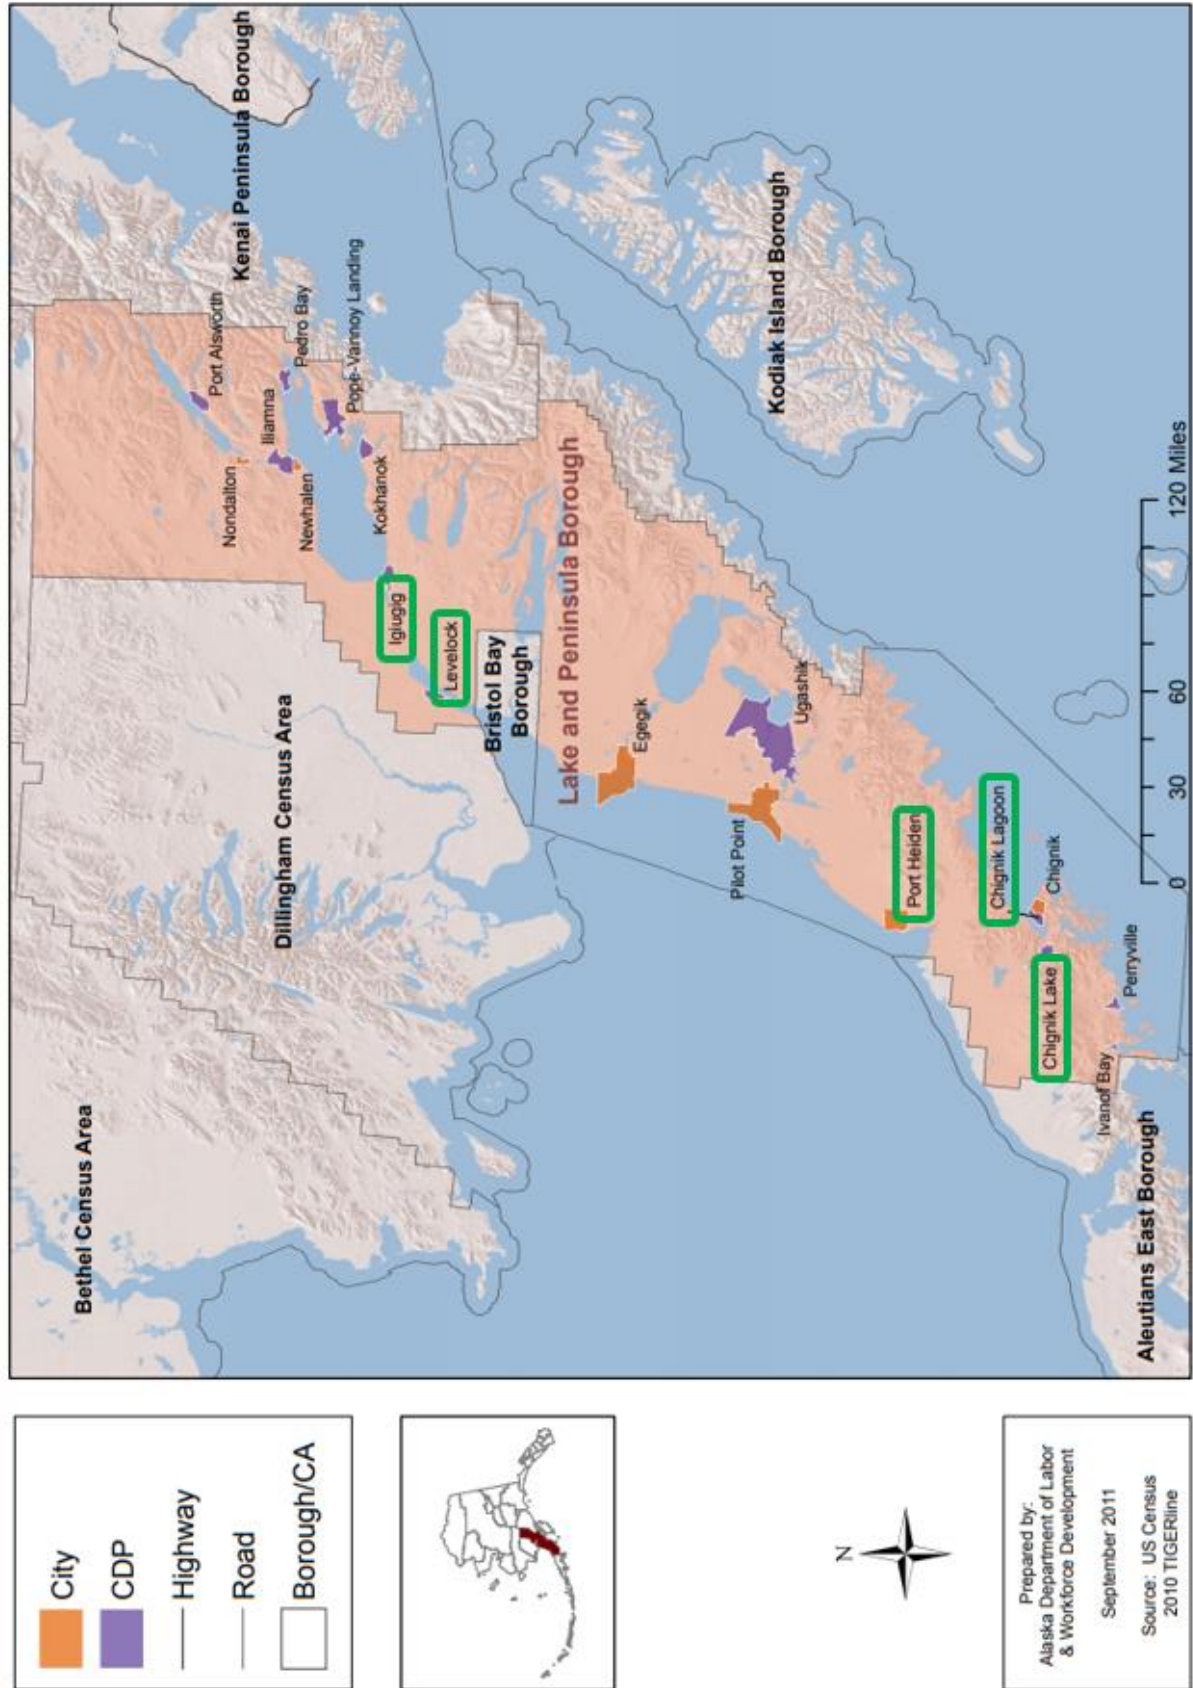 Bethel Census Area
Dillingham Census Area
Kenai Peninsula Borough
Port Alsworth
Nondalton
Iliamna
Pedro Bay
Newhalen
Pope-Vannoy Landing
Kokhanok
Igiugig
Levelock
Bristol Bay
Borough
Lake and Peninsula Borough
Egegik
Ugashik
Pilot Point
Kodiak Island Borough
Port Heiden
Chignik Lagoon
Chignik
Chignik Lake
Perryville
Ivanof Bay
Aleutians East Borough
0 30 60 120 Miles
City
CDP
Highway
Road
Borough/CA
N
Prepared by:
Alaska Department of Labor
& Workforce Development
September 2011
Source: US Census
2010 TIGERline